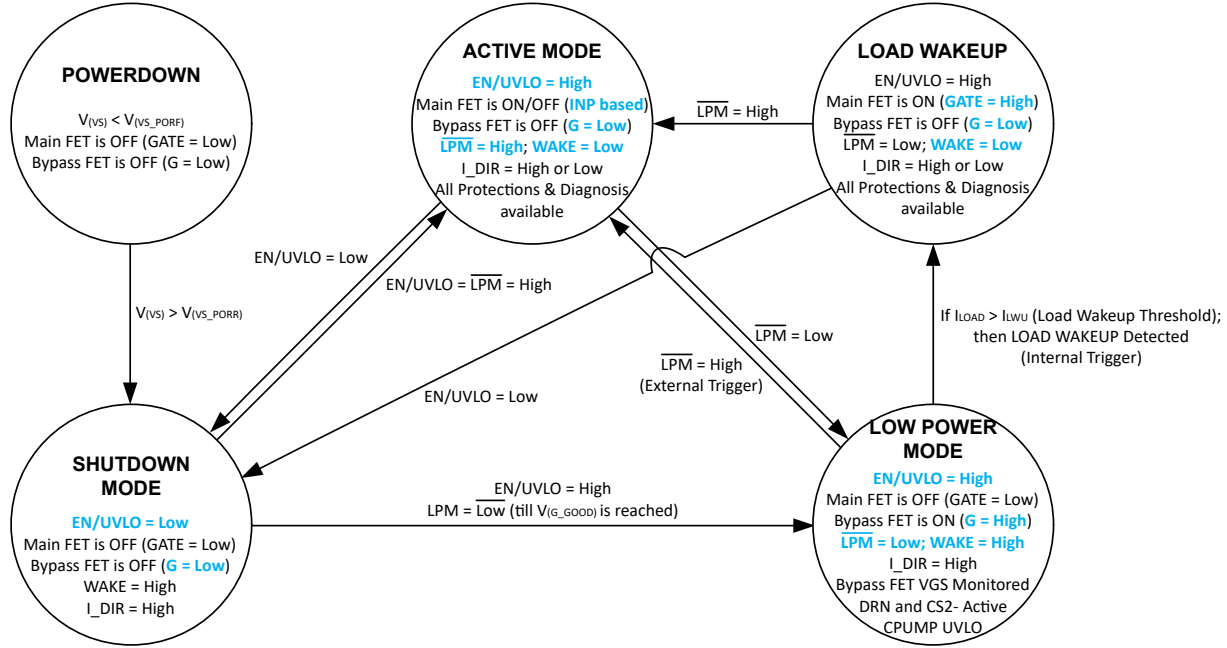 POWERDOWN
V(VS) < V(VS_PORF)
Main FET is OFF (GATE = Low)
Bypass FET is OFF (G = Low)
ACTIVE MODE
EN/UVLO = High
Main FET is ON/OFF (INP based)
Bypass FET is OFF (G = Low)
L̅P̅M̅ = High; WAKE = Low
I_DIR = High or Low
All Protections & Diagnosis
available
LOAD WAKEUP
EN/UVLO = High
Main FET is ON (GATE = High)
Bypass FET is OFF (G = Low)
L̅P̅M̅ = Low; WAKE = Low
I_DIR = High or Low
All Protections & Diagnosis
available
L̅P̅M̅ = High
EN/UVLO = Low
EN/UVLO = L̅P̅M̅ = High
V(VS) > V(VS_PORR)
L̅P̅M̅ = Low
L̅P̅M̅ = High
(External Trigger)
If ILOAD > ILWU (Load Wakeup Threshold);
then LOAD WAKEUP Detected
(Internal Trigger)
EN/UVLO = Low
SHUTDOWN
MODE
EN/UVLO = Low
Main FET is OFF (GATE = Low)
Bypass FET is OFF (G = Low)
WAKE = High
I_DIR = High
EN/UVLO = High
LPM = L̅o̅w̅ (till V(G_GOOD) is reached)
LOW POWER
MODE
EN/UVLO = High
Main FET is OFF (GATE = Low)
Bypass FET is ON (G = High)
L̅P̅M̅ = Low; WAKE = High
I_DIR = High
Bypass FET VGS Monitored
DRN and CS2- Active
CPUMP UVLO